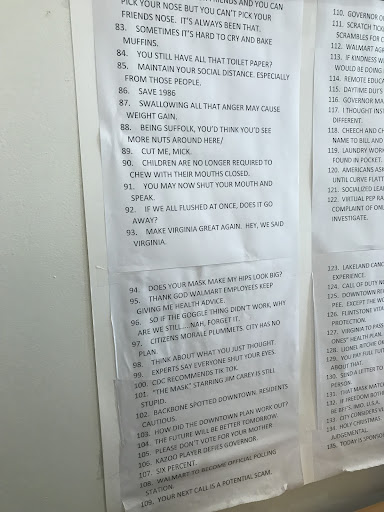 PICK YOUR NOSE BUT YOU CAN'T PICK YOUR
FRIENDS NOSE. IT'S ALWAYS BEEN THAT.
83. SOMETIMES IT'S HARD TO CRY AND BAKE
MUFFINS.
84. YOU STILL HAVE ALL THAT TOILET PAPER?
85. MAINTAIN YOUR SOCIAL DISTANCE. ESPECIALLY
FROM THOSE PEOPLE.
86. SAVE 1986
87. SWALLOWING ALL THAT ANGER MAY CAUSE
WEIGHT GAIN.
88. BEING SUFFOLK, YOU'D THINK YOU'D SEE
MORE NUTS AROUND HERE/
89. CUT ME, MICK.
90. CHILDREN ARE NO LONGER REQUIRED TO
CHEW WITH THEIR MOUTHS CLOSED.
91. YOU MAY NOW SHUT YOUR MOUTH AND
SPEAK.
92. IF WE ALL FLUSHED AT ONCE, DOES IT GO
AWAY?
93. MAKE VIRGINIA GREAT AGAIN. HEY, WE SAID
VIRGINIA.
94. DOES YOUR MASK MAKE MY HIPS LOOK BIG?
95. THANK GOD WALMART EMPLOYEES KEEP
GIVING ME HEALTH ADVICE.
96. SO IF THE GOGGLE THING DIDN'T WORK, WHY
ARE WE STILL....NAH, FORGET IT.
97. CITIZENS MORALE PLUMMETS. CITY HAS NO
PLAN.
98. THINK ABOUT WHAT YOU JUST THOUGHT
99. EXPERTS SAY EVERYONE SHUT YOUR EYES.
100. CDC RECOMMENDS TIK TOK.
101. "THE MASK" STARRING JIM CAREY IS STILL
STUPID.
102. BACKBONE SPOTTED DOWNTOWN. RESIDENTS
CAUTIOUS.
103. HOW DID THE DOWNTOWN PLAN WORK OUT?
104. THE FUTURE WILL BE BETTER TOMORROW.
105. PLEASE DON'T VOTE FOR YOUR MOTHER
106. KAZOO PLAYER DEFIES GOVERNOR.
107. SIX PERCENT.
108. WALMART TO BECOME OFFICIAL POLLING
STATION.
109. YOUR NEXT CALL IS A POTENTIAL SCAM.
110. GOVERNOR
111. SCRATCH
SCRAMBLES FOR
112. WALMART
113. IF KINDNESS
WOULD BE DOING
114. REMOTE
115. DAYTIME DUI'S
116. GOVERNOR
117. I THOUGHT
DIFFERENT.
118. CHEECH AND
NAME TO BILL AND
119. LAUNDRY
FOUND IN POCKET.
120. AMERICANS
UNTIL CURVE
121. SOCIALIZED
122. VIRTUAL PEP
COMPLAINT OF
INVESTIGATE.
123. LAKELAND
EXPERIENCE.
124. CALL OF DUTY
125. DOWNTOWN
PEE, EXCEPT THE
126. FLINTSTONE
PROTECTION.
127. VIRGINIA TO
ONES" HEALTH PLAN.
128. LIONEL RITCHIE
129. YOU PAY FULL
ABOUT THAT.
130. SEND A LETTER TO
PERSON
131. THAT MASK
132. IF FREEDOM
133. CITY CONSIDERS
134. HOLY CHRISTMAS.
JUDGEMENTAL.
135. TODAY IS